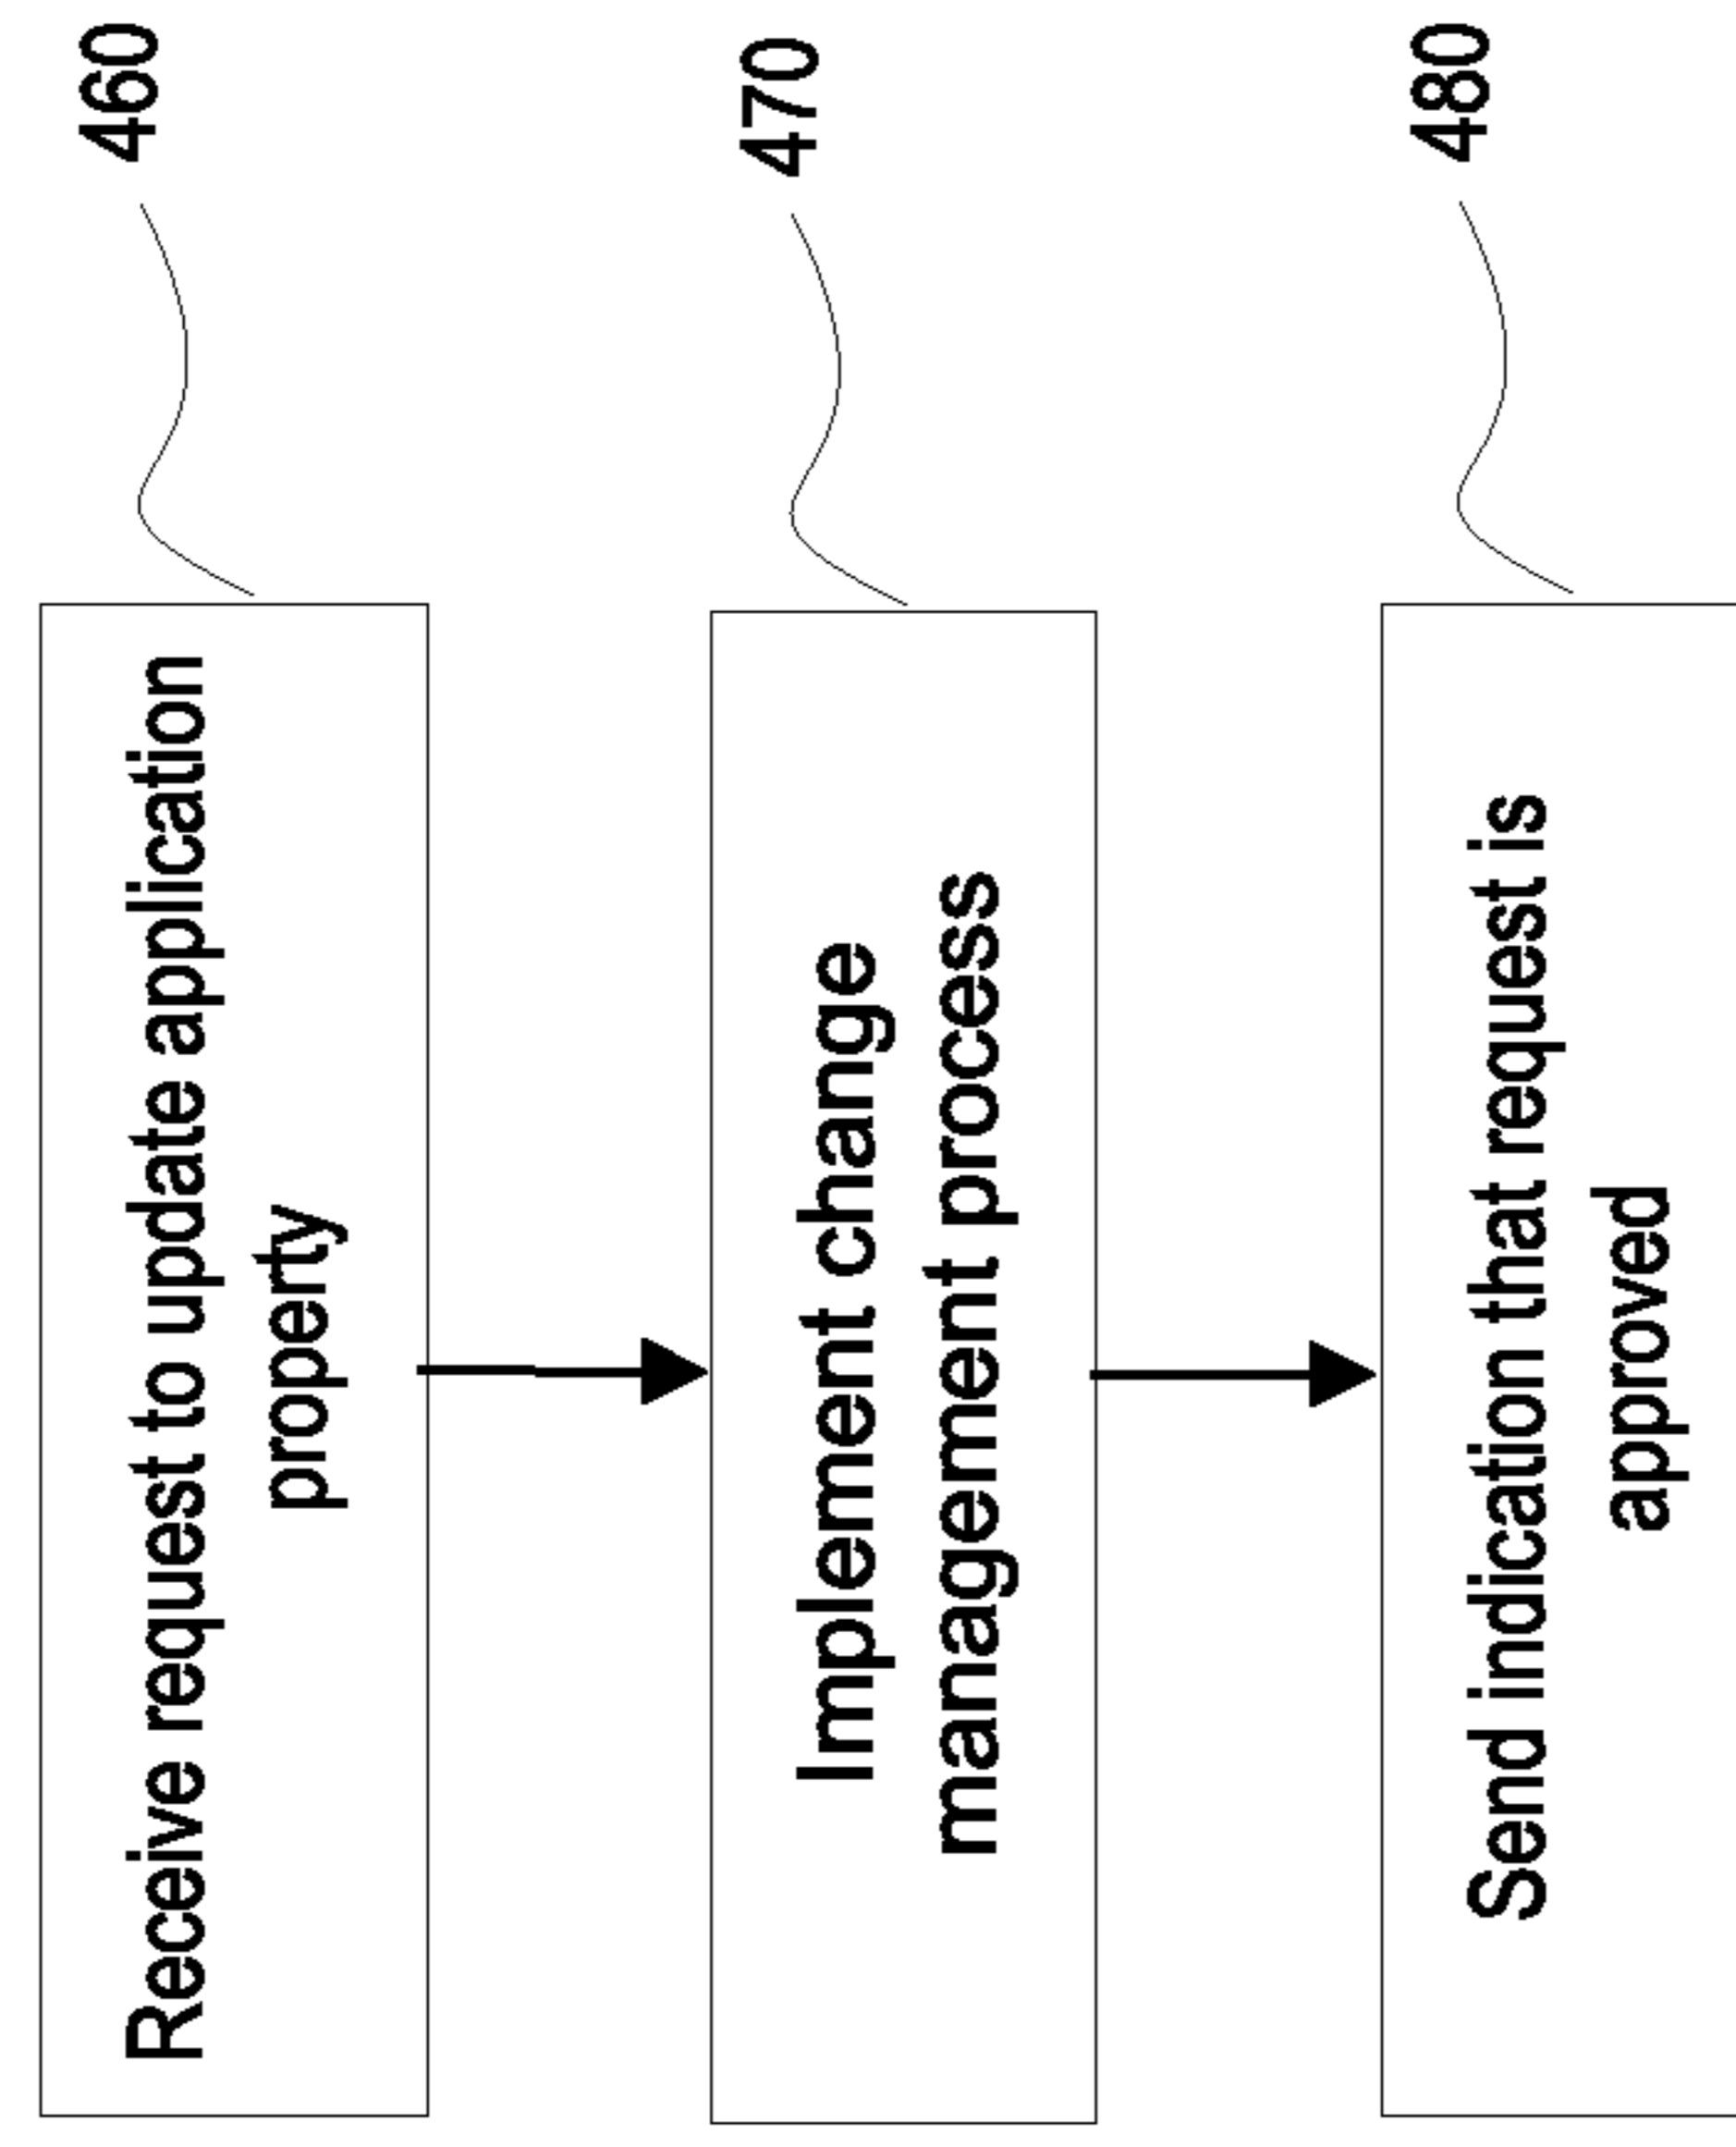 460
Receive request to update application
property
470
Implement change
management process
480
Send indication that request is
approved